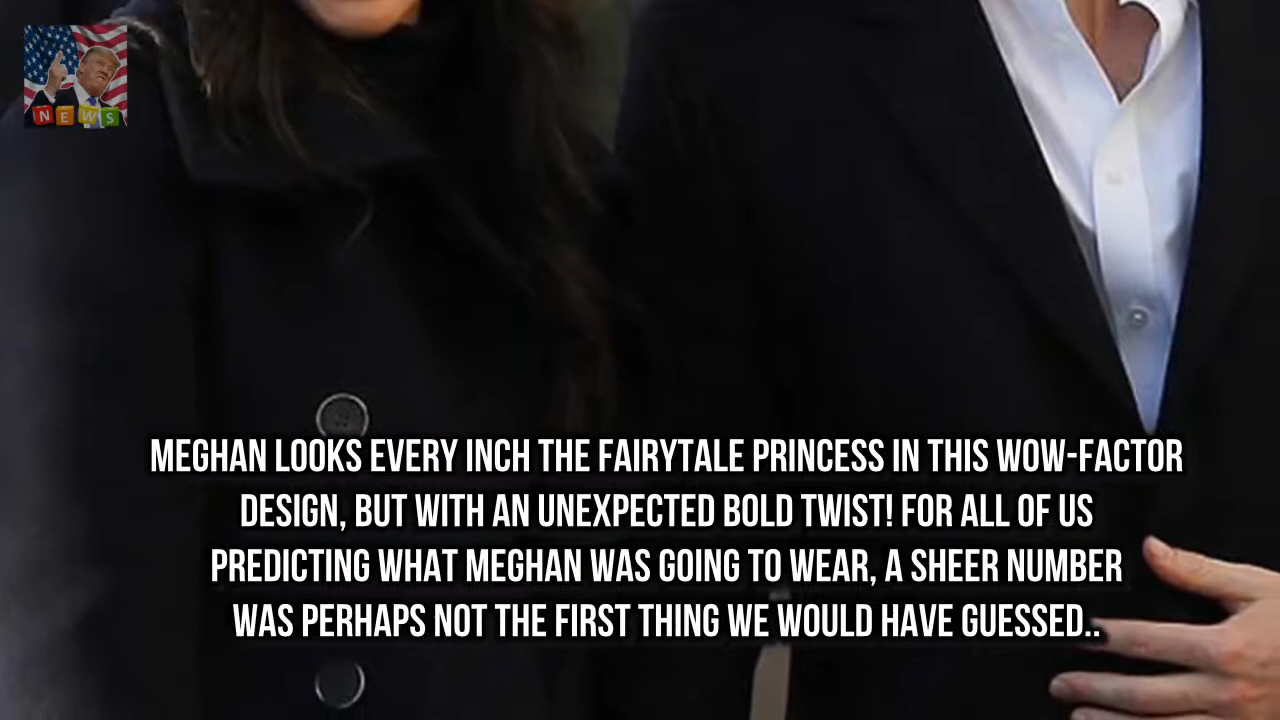 NEWS
MEGHAN LOOKS EVERY INCH THE FAIRYTALE PRINCESS IN THIS WOW-FACTOR
DESIGN, BUT WITH AN UNEXPECTED BOLD TWIST! FOR ALL OF US
PREDICTING WHAT MEGHAN WAS GOING TO WEAR, A SHEER NUMBER
WAS PERHAPS NOT THE FIRST THING WE WOULD HAVE GUESSED..